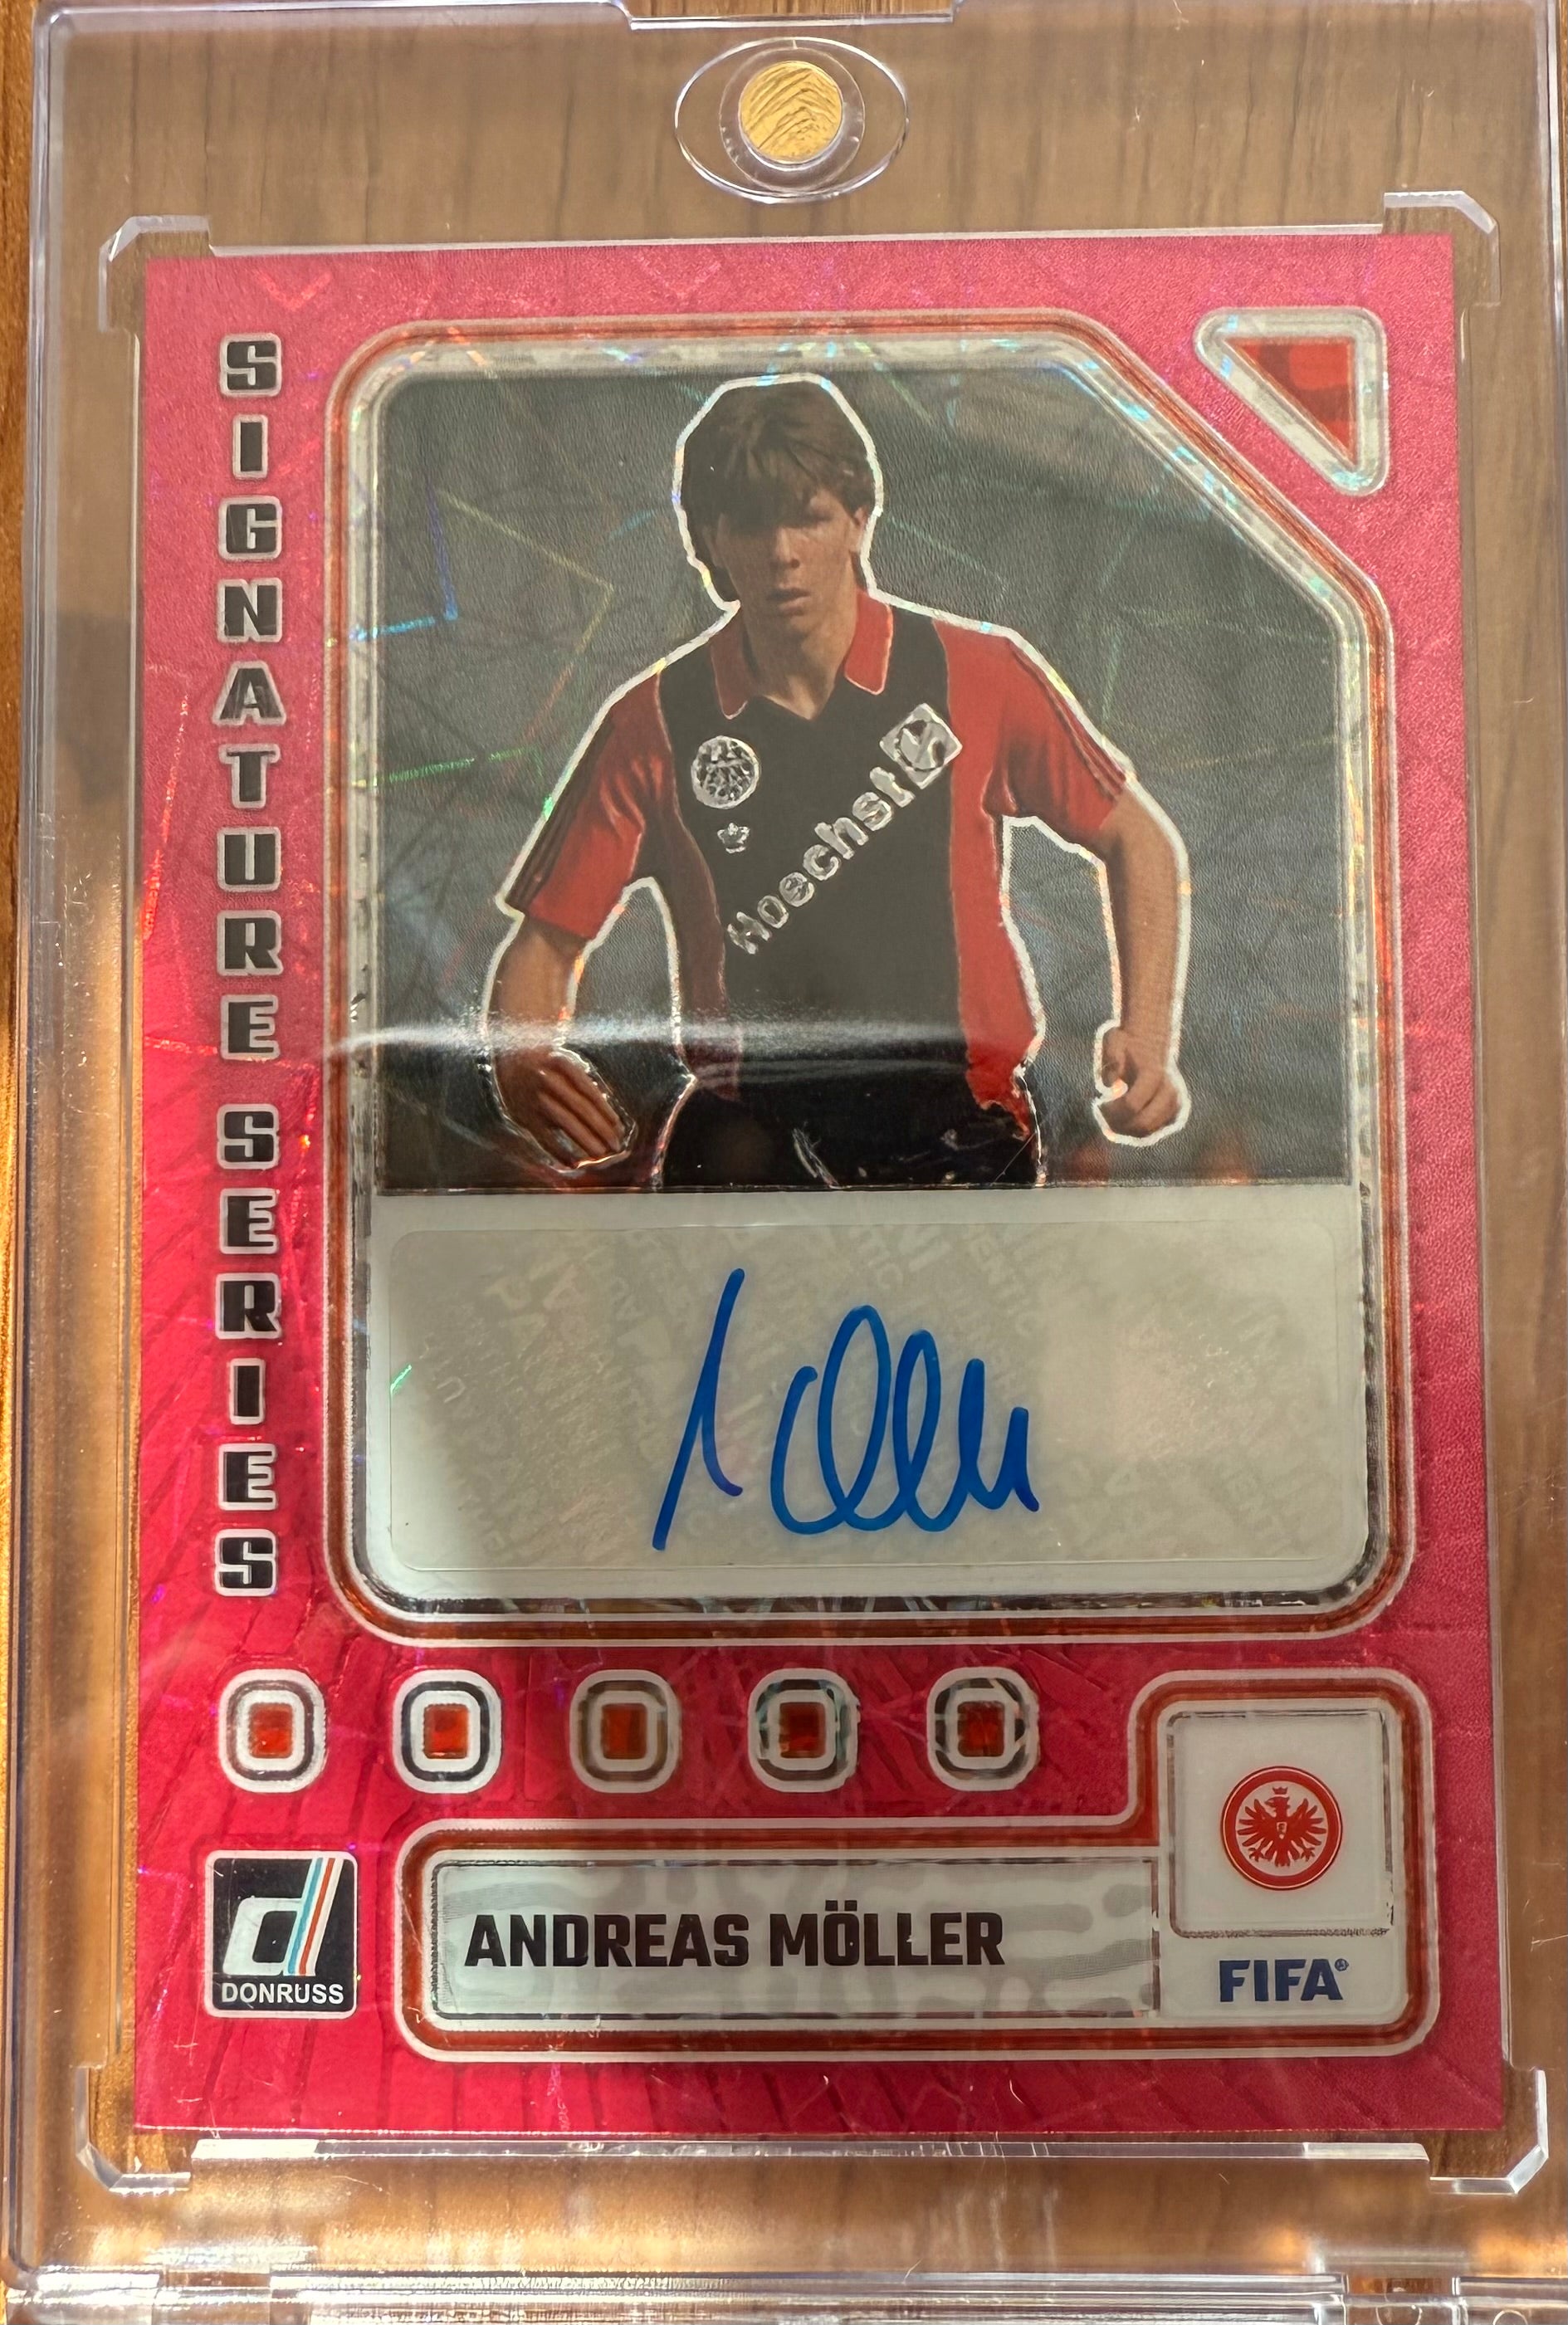 SIGNATURE SERIES
Hoechst
DONRUSS
ANDREAS MÖLLER
FIFA